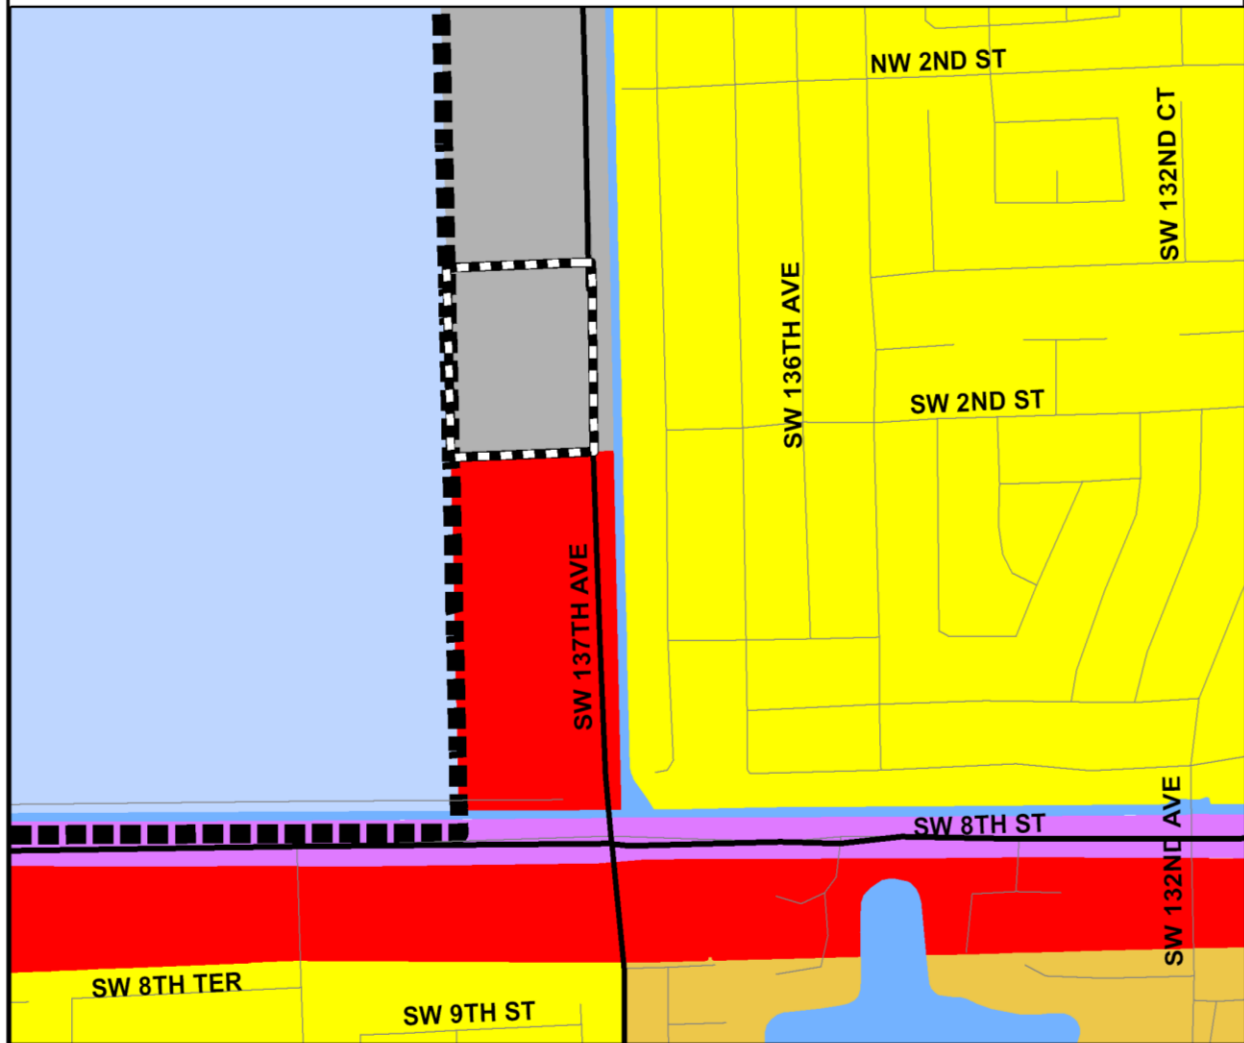 NW 2ND ST
SW 132ND CT
SW 136TH AVE
SW 2ND ST
SW 137TH AVE
SW 8TH ST
SW 132ND AVE
SW 8TH TER
SW 9TH ST